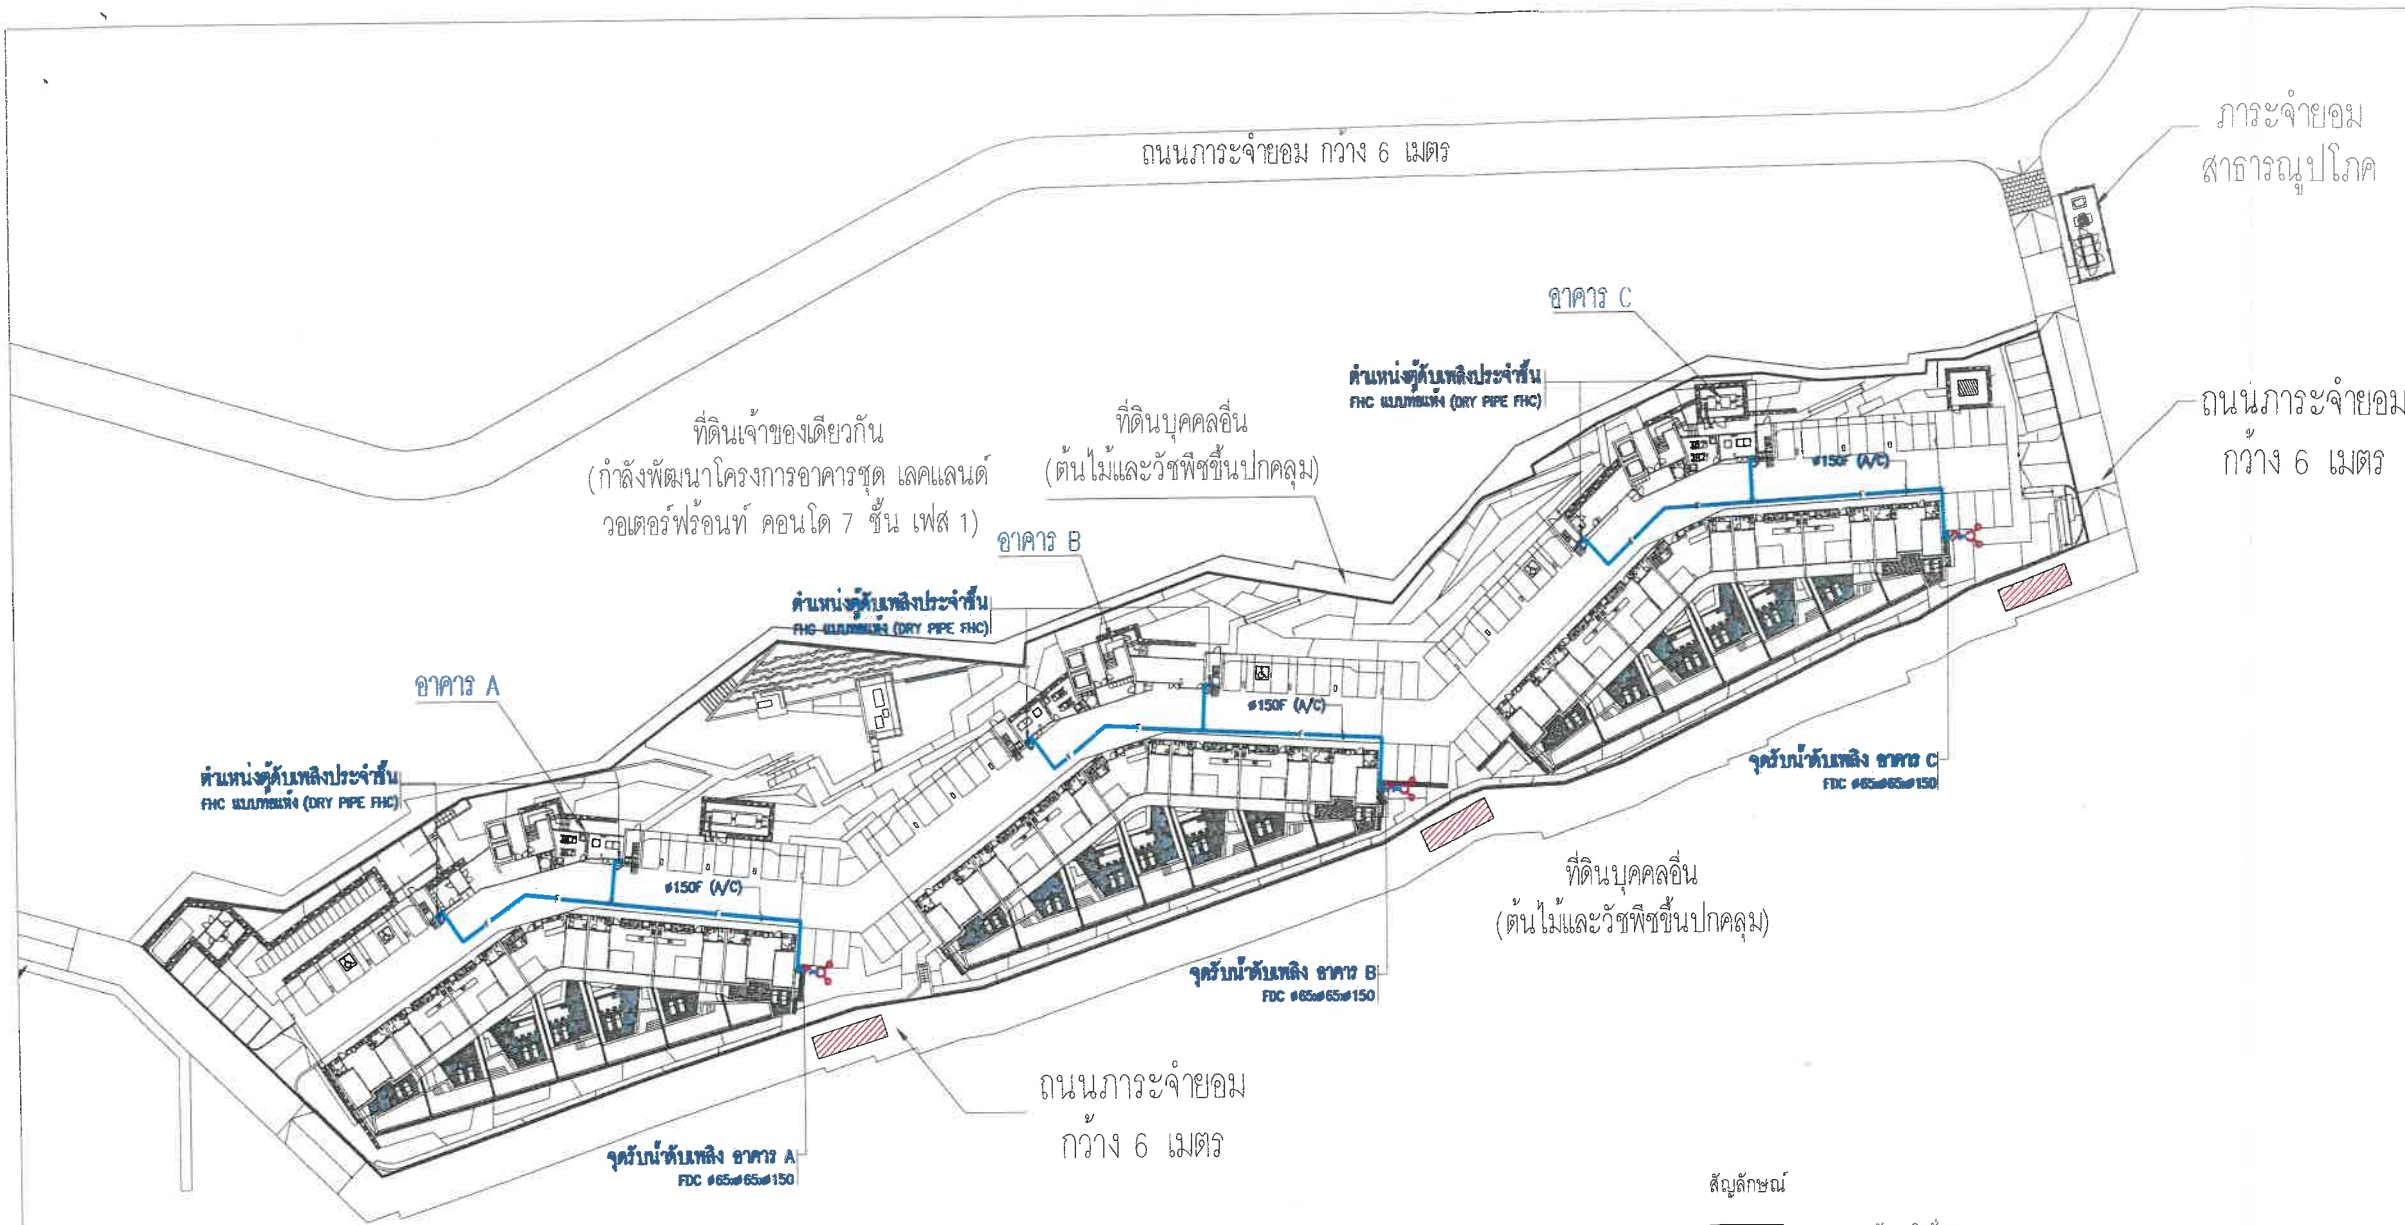 ถนนภาระจำยอม กว้าง 6 เมตร
ภาระจำยอม
สาธารณูปโภค
อาคาร C
ตำแหน่งตู้ดับเพลิงประจำชั้น
FHC แบบท่อแห้ง (DRY PIPE FHC)
ถนนภาระจำยอม
กว้าง 6 เมตร
ที่ดินเจ้าของเดียวกัน
(กำลังพัฒนาโครงการอาคารชุด เลคแลนด์
วอเตอร์ฟร้อนท์ คอนโด 7 ชั้น เฟส 1)
ที่ดินบุคคลอื่น
(ต้นไม้และวัชพืชขึ้นปกคลุม)
ø150F (A/C)
อาคาร B
ตำแหน่งตู้ดับเพลิงประจำชั้น
FHC แบบท่อแห้ง (DRY PIPE FHC)
อาคาร A
ø150F (A/C)
ตำแหน่งตู้ดับเพลิงประจำชั้น
FHC แบบท่อแห้ง (DRY PIPE FHC)
จุดรับน้ำดับเพลิง อาคาร C
FDC ø65xø65xø150
ø150F (A/C)
ที่ดินบุคคลอื่น
(ต้นไม้และวัชพืชขึ้นปกคลุม)
จุดรับน้ำดับเพลิง อาคาร B
FDC ø65xø65xø150
ถนนภาระจำยอม
กว้าง 6 เมตร
จุดรับน้ำดับเพลิง อาคาร A
FDC ø65xø65xø150
สัญลักษณ์